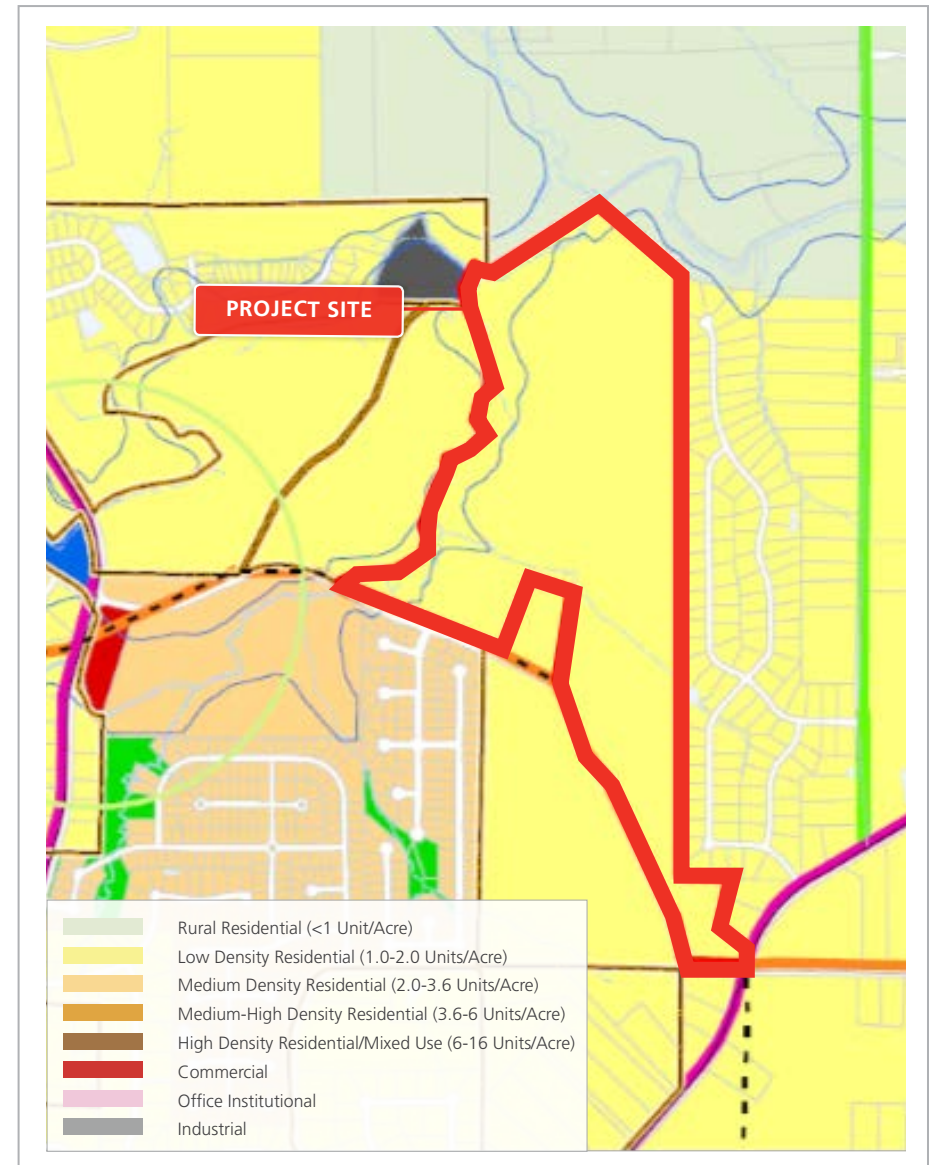 PROJECT SITE
Rural Residential (<1 Unit/Acre)
Low Density Residential (1.0-2.0 Units/Acre)
Medium Density Residential (2.0-3.6 Units/Acre)
Medium-High Density Residential (3.6-6 Units/Acre)
High Density Residential/Mixed Use (6-16 Units/Acre)
Commercial
Office Institutional
Industrial